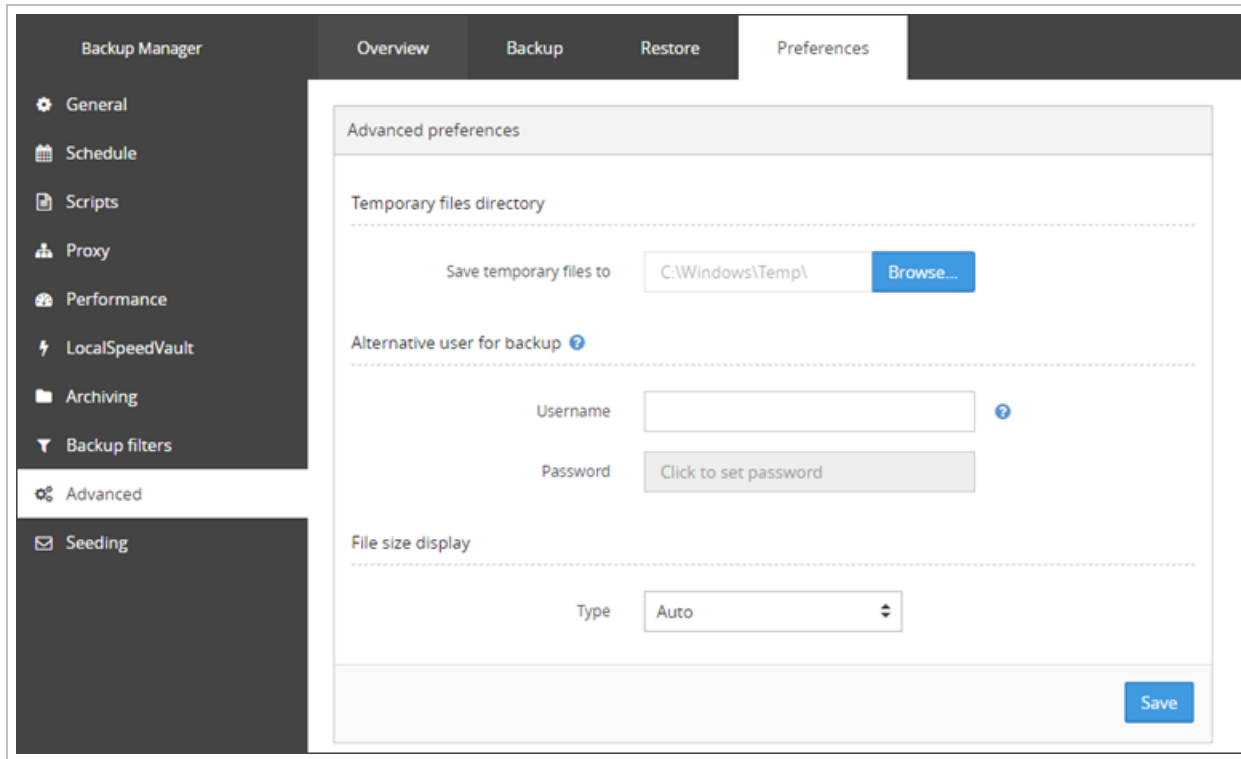 Backup Manager
Overview
Backup
Restore
Preferences
General
Schedule
Scripts
Proxy
Performance
LocalSpeedVault
Archiving
Backup filters
Advanced
Seeding
Advanced preferences
Temporary files directory
Save temporary files to C:\Windows\Temp\ Browse...
Alternative user for backup ?
Username ?
Password Click to set password
File size display
Type Auto
Save